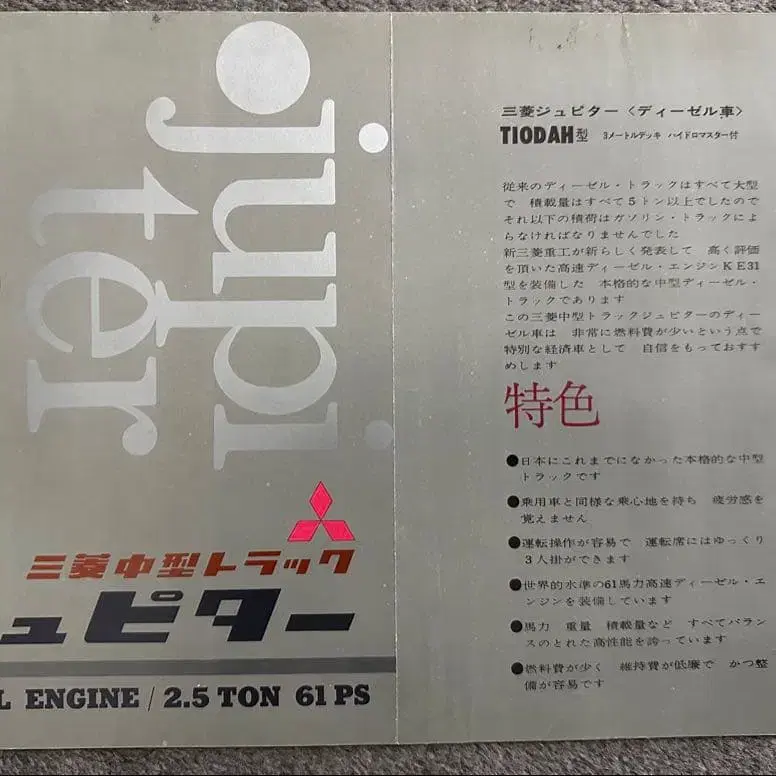 jupi
ter
三菱中型トラック
ュピター
L ENGINE / 2.5 TON 61 PS
三菱ジュピター〈ディーゼル車〉
T10DAH型 3メートルデッキ ハイドロマスター付
従来のディーゼル・トラックはすべて大型
で 積載量はすべて5トン以上でしたので
それ以下の積荷はガソリン・トラックによ
らなければなりませんでした
新三菱重工が新らしく発表して 高く評価
を頂いた高速ディーゼル・エンジンKE31
型を装備した 本格的な中型ディーゼル・
トラックであります
この三菱中型トラックジュピターのディー
ゼル車は 非常に燃料費が少いという点で
特別な経済車として 自信をもっておすす
めします
特色
●日本にこれまでになかった本格的な中型
トラックです
●乗用車と同様な乗心地を持ち 疲労感を
覚えません
●運転操作が容易で 運転席にはゆっくり
3人掛ができます
●世界的水準の61馬力高速ディーゼル・エ
ンジンを装備しています
●馬力 重量 積載量など すべてバラン
スのとれた高性能を誇っています
●燃料費が少く 維持費が低廉で かつ整
備が容易です